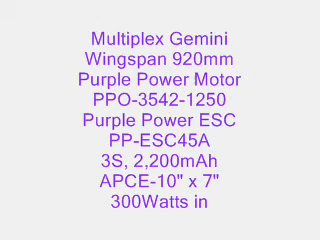 Multiplex Gemini
Wingspan 920mm
Purple Power Motor
PPO-3542-1250
Purple Power ESC
PP-ESC45A
3S, 2,200mAh
APCE-10" x 7"
300Watts in